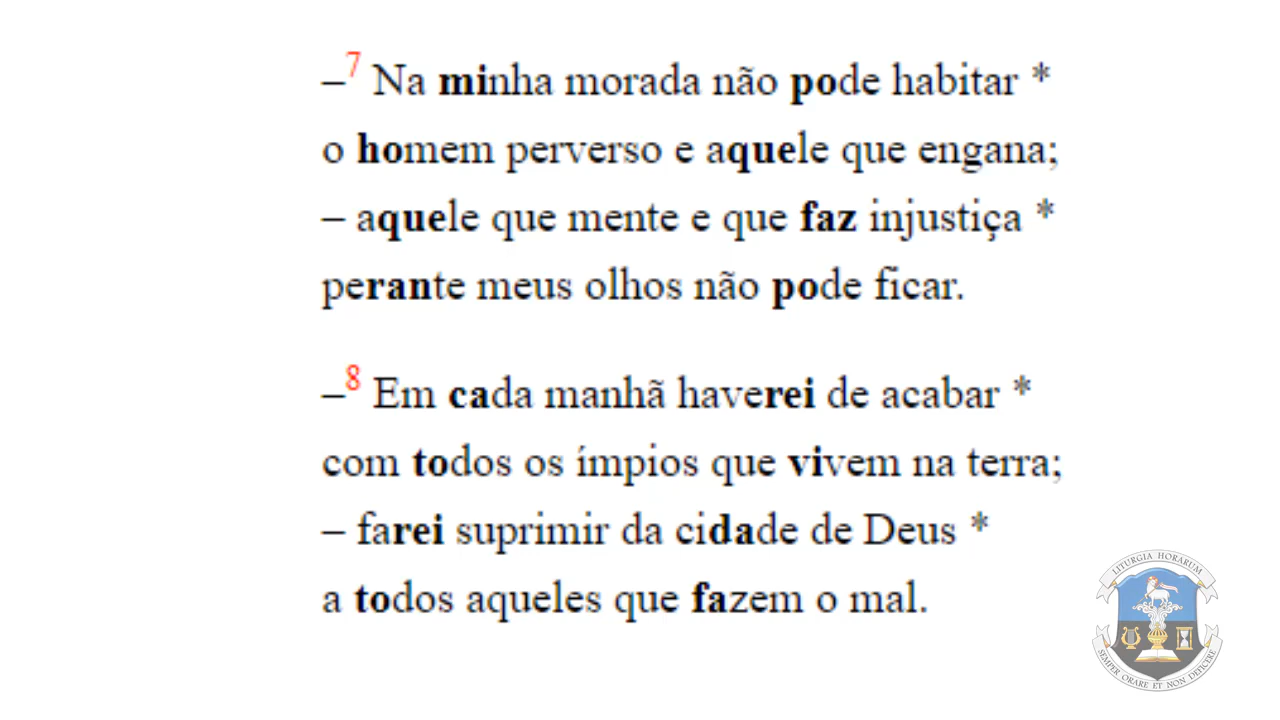 –7 Na minha morada não pode habitar *
o homem perverso e aquele que engana;
– aquele que mente e que faz injustiça *
perante meus olhos não pode ficar.
–8 Em cada manhã haverei de acabar *
com todos os ímpios que vivem na terra;
– farei suprimir da cidade de Deus *
a todos aqueles que fazem o mal.
LITURGIA HORARUM
SEMPER ORARE ET NON DEFICERE